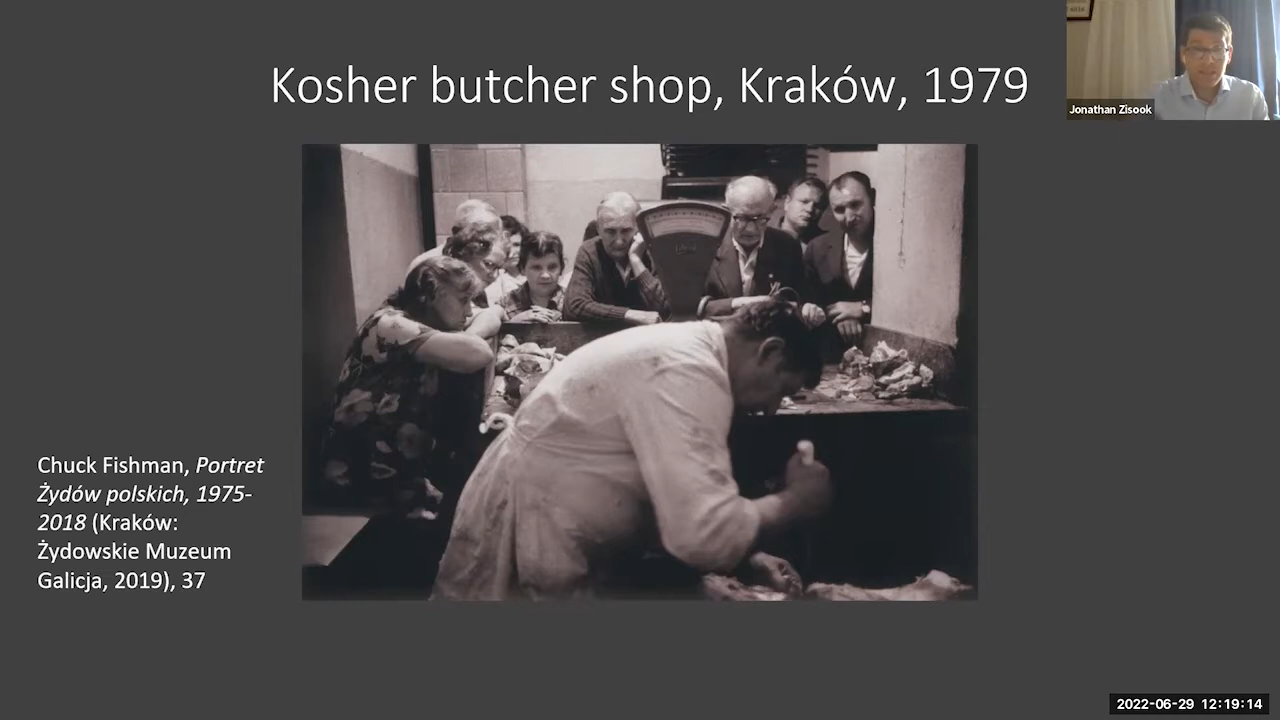 Kosher butcher shop, Kraków, 1979
Jonathan Zisook
Chuck Fishman, Portret
Żydów polskich, 1975-
2018 (Kraków:
Żydowskie Muzeum
Galicja, 2019), 37
2022-06-29 12:19:14